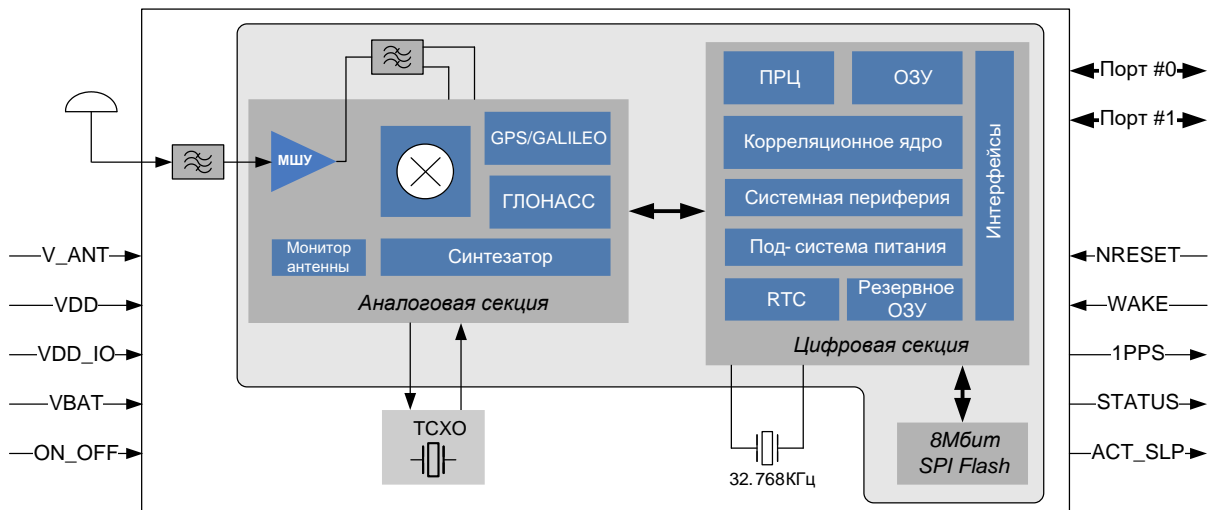 ПРЦ
ОЗУ
Порт #0
Порт #1
GPS/GALILEO
МШУ
Корреляционное ядро
Интерфейсы
ГЛОНАСС
Системная периферия
Монитор
антенны
Синтезатор
Под- система питания
V_ANT
NRESET
RTC
Резервное
ОЗУ
VDD
WAKE
Аналоговая секция
Цифровая секция
VDD_IO
1PPS
VBAT
STATUS
TCXO
8Мбит
SPI Flash
ON_OFF
ACT_SLP
32.768КГц